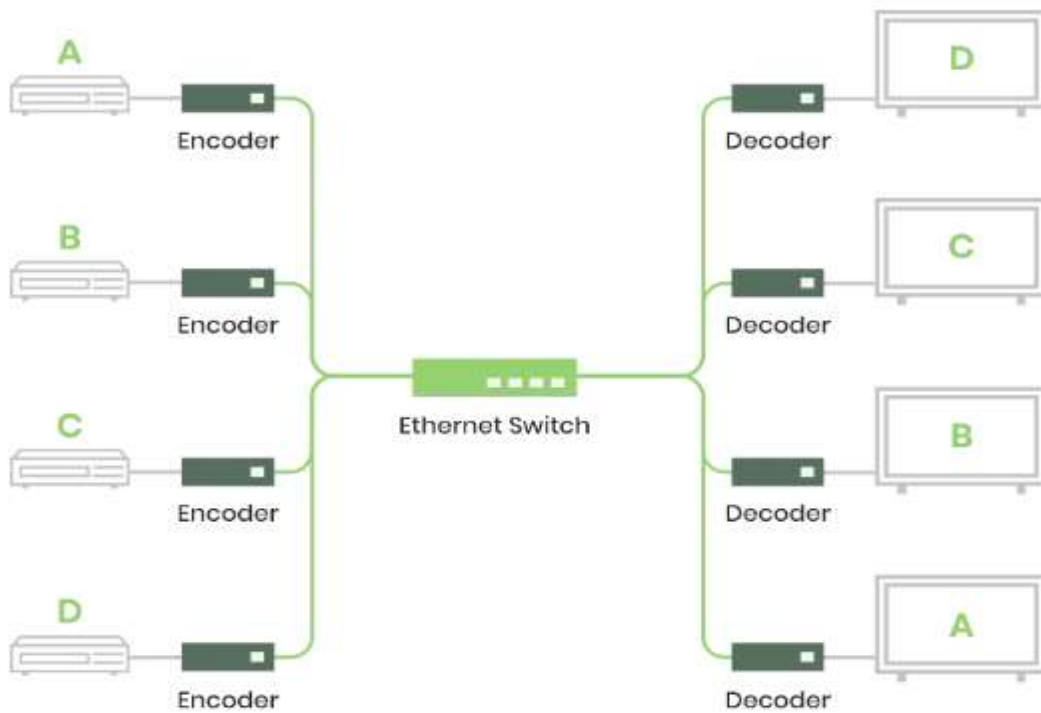 A
D
Encoder
Decoder
B
C
Encoder
Decoder
Ethernet Switch
C
B
Encoder
Decoder
D
A
Encoder
Decoder